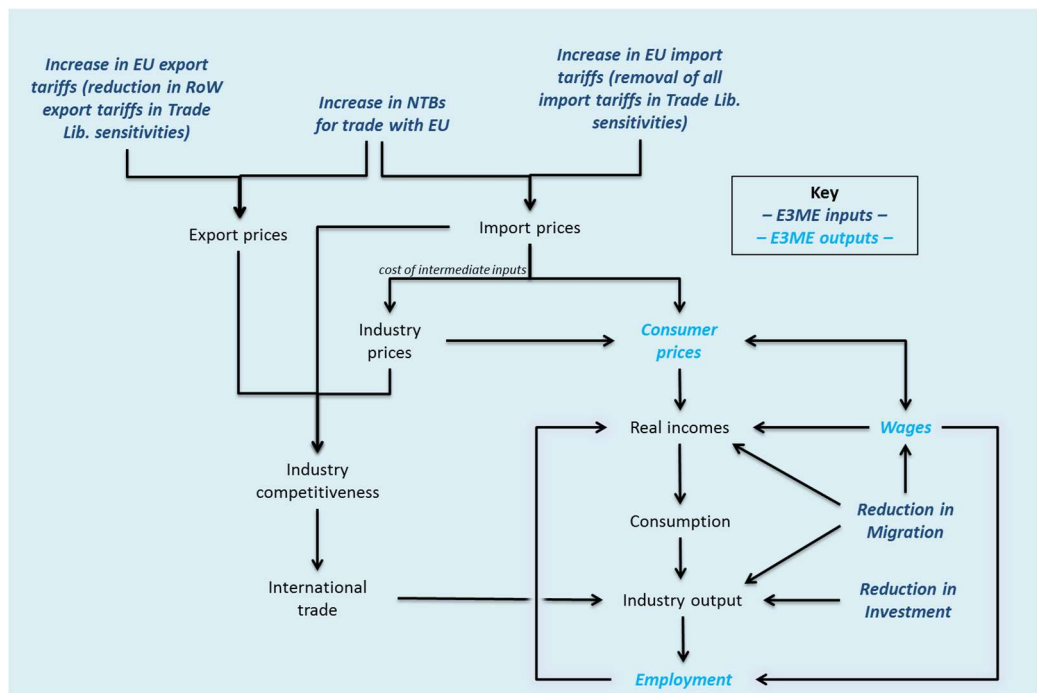 Increase in EU export
tariffs (reduction in RoW
export tariffs in Trade
Lib. sensitivities)
Increase in NTBs
for trade with EU
Increase in EU import
tariffs (removal of all
import tariffs in Trade Lib.
sensitivities)
Key
– E3ME inputs –
– E3ME outputs –
Export prices
Import prices
cost of intermediate inputs
Industry
prices
Consumer
prices
Real incomes
Wages
Industry
competitiveness
Consumption
Reduction in
Migration
International
trade
Industry output
Reduction in
Investment
Employment